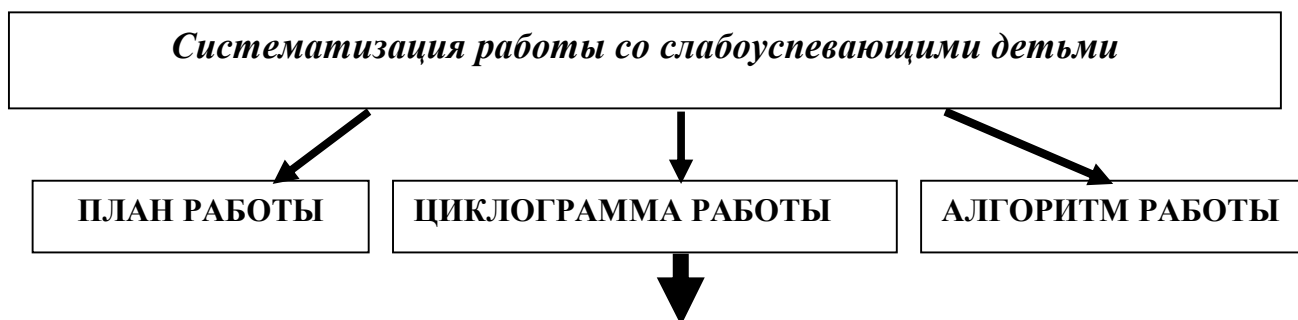 Систематизация работы со слабоуспевающими детьми
ПЛАН РАБОТЫ
ЦИКЛОГРАММА РАБОТЫ
АЛГОРИТМ РАБОТЫ